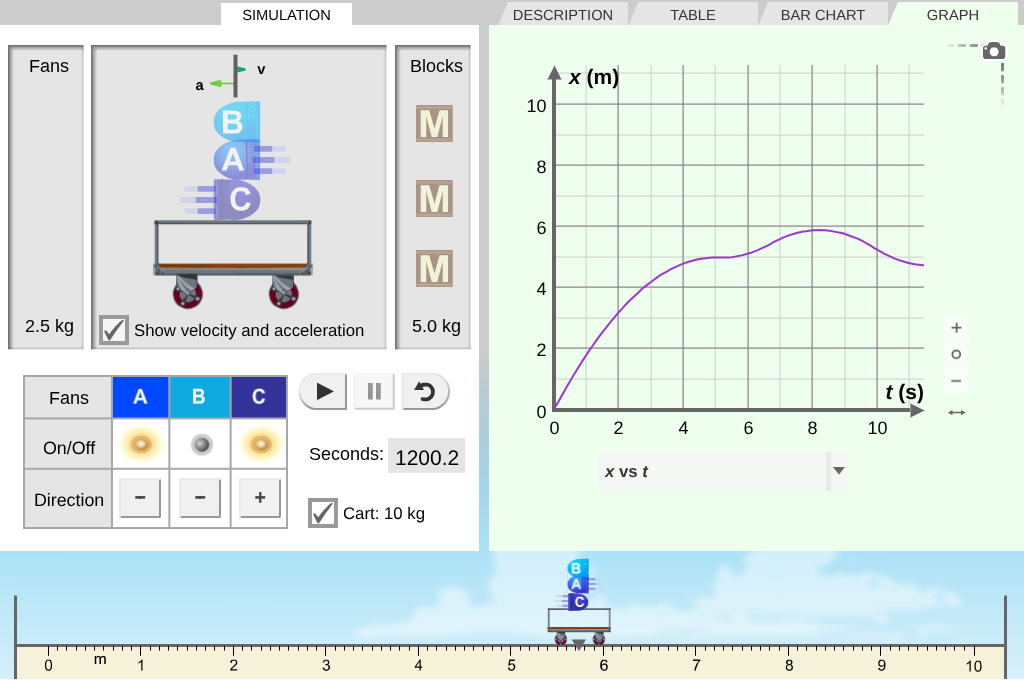 SIMULATION
DESCRIPTION
TABLE
BAR CHART
GRAPH
Fans
v
a
B
A
C
2.5 kg
Show velocity and acceleration
Blocks
M
M
M
5.0 kg
Fans A B C
On/Off
Direction − − +
Seconds: 1200.2
Cart: 10 kg
x (m)
10
8
6
4
2
0
t (s)
0 2 4 6 8 10
+
−
x vs t
B
A
C
0 m 1 2 3 4 5 6 7 8 9 10